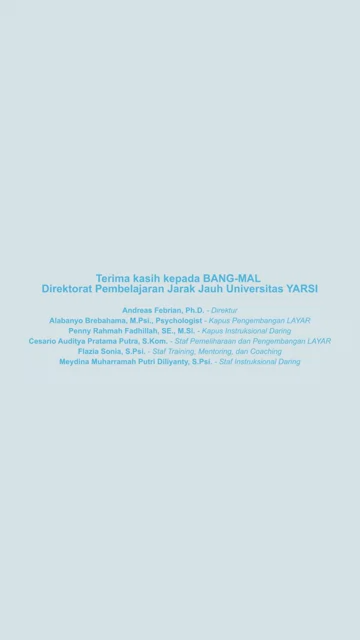 Terima kasih kepada BANG-MAL
Direktorat Pembelajaran Jarak Jauh Universitas YARSI
Andreas Febrian, Ph.D. - Direktur
Alabanyo Brebahama, M.Psi., Psychologist - Kapus Pengembangan LAYAR
Penny Rahmah Fadhillah, SE., M.Si. - Kapus Instruksional Daring
Cesario Auditya Pratama Putra, S.Kom. - Staf Pemeliharaan dan Pengembangan LAYAR
Flazia Sonia, S.Psi. - Staf Training, Mentoring, dan Coaching
Meydina Muharramah Putri Diliyanty, S.Psi. - Staf Instruksional Daring